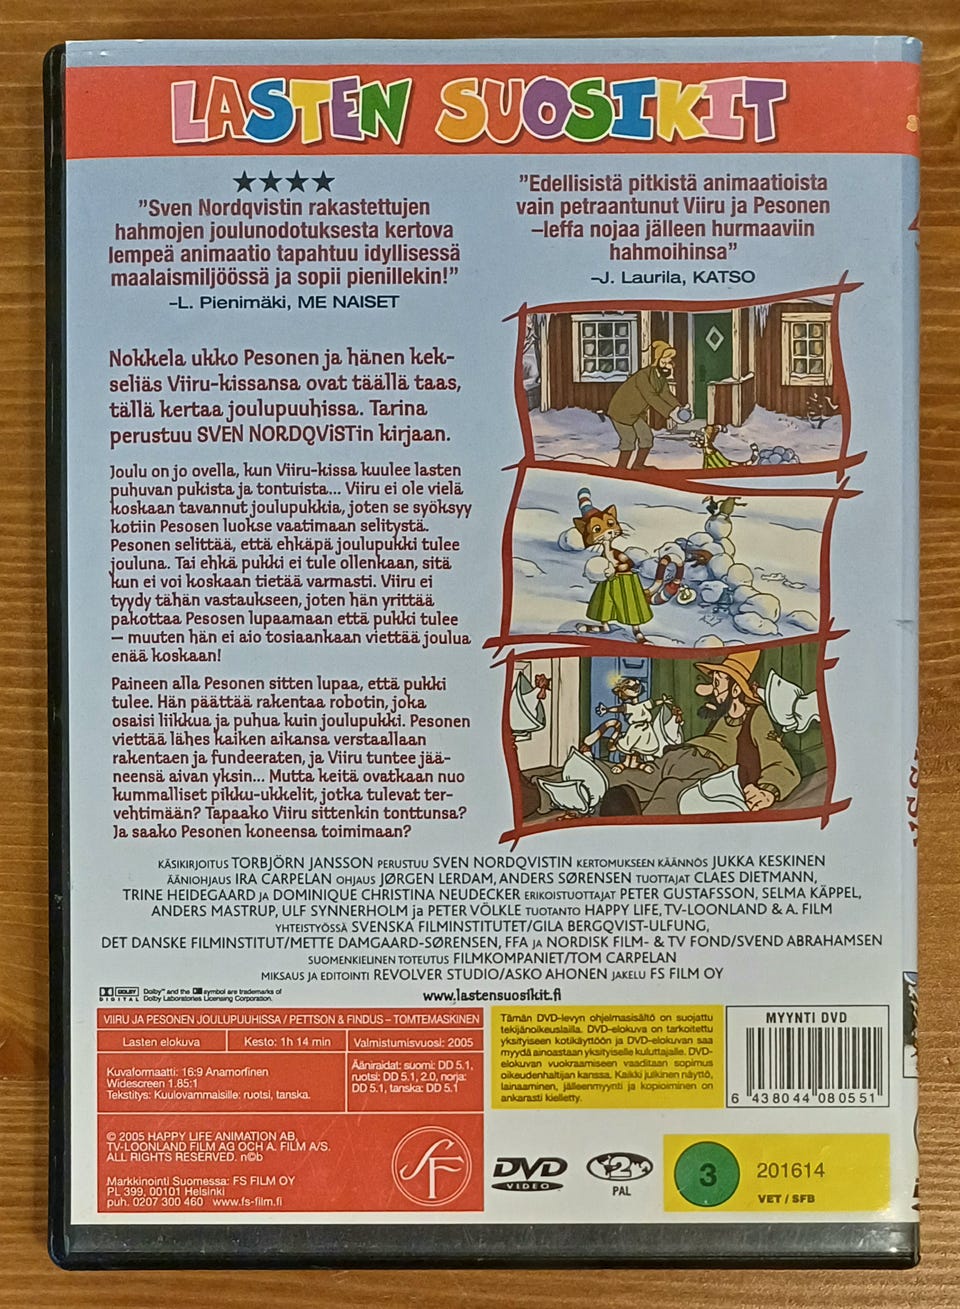 LASTEN SUOSIKIT
"Sven Nordqvistin rakastettujen
hahmojen joulunodotuksesta kertova
lempeä animaatio tapahtuu idyllisessä
maalaismiljöössä ja sopii pienillekin!"
–L. Pienimäki, ME NAISET
"Edellisistä pitkistä animaatioista
vain petraantunut Viiru ja Pesonen
–leffa nojaa jälleen hurmaaviin
hahmoihinsa"
–J. Laurila, KATSO
Nokkela ukko Pesonen ja hänen kek-
seliäs Viiru-kissansa ovat täällä taas,
tällä kertaa joulupuuhissa. Tarina
perustuu SVEN NORDQViSTin kirjaan.
Joulu on jo ovella, kun Viiru-kissa kuulee lasten
puhuvan pukista ja tontuista... Viiru ei ole vielä
koskaan tavannut joulupukkia, joten se syöksyy
kotiin Pesosen luokse vaatimaan selitystä.
Pesonen selittää, että ehkäpä joulupukki tulee
jouluna. Tai ehkä pukki ei tule ollenkaan, sitä
kun ei voi koskaan tietää varmasti. Viiru ei
tyydy tähän vastaukseen, joten hän yrittää
pakottaa Pesosen lupaamaan että pukki tulee
– muuten hän ei aio tosiaankaan viettää joulua
enää koskaan!
Paineen alla Pesonen sitten lupaa, että pukki
tulee. Hän päättää rakentaa robotin, joka
osaisi liikkua ja puhua kuin joulupukki. Pesonen
viettää lähes kaiken aikansa verstaallaan
rakentaen ja funderaten, ja Viiru tuntee jää-
neensä aivan yksin... Mutta keitä ovatkaan nuo
kummalliset pikku-ukkelit, jotka tulevat ter-
vehtimään? Tapaako Viiru sittenkin tonttunsa?
Ja saako Pesonen koneensa toimimaan?
KÄSIKIRJOITUS TORBJÖRN JANSSON PERUSTUU SVEN NORDQVISTIN KERTOMUKSEEN KÄÄNNÖS JUKKA KESKINEN
ÄÄNIOHJAUS IRA CARPELAN OHJAUS JØRGEN LERDAM, ANDERS SØRENSEN TUOTTAJAT CLAES DIETMANN,
TRINE HEIDEGAARD JA DOMINIQUE CHRISTINA NEUDECKER ERIKOISTUOTTAJAT PETER GUSTAFSSON, SELMA KÄPPEL,
ANDERS MASTRUP, ULF SYNNERHOLM ja PETER VÖLKLE TUOTANTO HAPPY LIFE, TV-LOONLAND & A. FILM
YHTEISTYÖSSÄ SVENSKA FILMINSTITUTET/GILA BERGQVIST-ULFUNG,
DET DANSKE FILMINSTITUT/METTE DAMGAARD-SØRENSEN, FFA JA NORDISK FILM- & TV FOND/SVEND ABRAHAMSEN
SUOMENKIELINEN TOTEUTUS FILMKOMPANIET/TOM CARPELAN
MIKSAUS JA EDITOINTI REVOLVER STUDIO/ASKO AHONEN JAKELU FS FILM OY
DOLBY DIGITAL
Dolby™ and the symbol are trademarks of
Dolby Laboratories Licensing Corporation.
www.lastensuosikit.fi
VIIRU JA PESONEN JOULUPUUHISSA / PETTSON & FINDUS – TOMTEMASKINEN
Lasten elokuva
Kesto: 1h 14 min
Valmistumisvuosi: 2005
Kuvaformaatti: 16:9 Anamorfinen
Widescreen 1.85:1
Tekstitys: Kuulovammaisille: ruotsi, tanska.
Ääniraidat: suomi: DD 5.1,
ruotsi: DD 5.1, 2.0, norja:
DD 5.1, tanska: DD 5.1
Tämän DVD-levyn ohjelmasisältö on suojattu
tekijänoikeuslailla. DVD-elokuva on tarkoitettu
yksityiseen kotikäyttöön ja DVD-elokuvan saa
myydä ainoastaan yksityiselle kuluttajalle. DVD-
elokuvan vuokraamiseen vaaditaan sopimus
oikeudenhaltijan kanssa. Kaikki julkinen näyttö,
lainaaminen, jälleenmyynti ja kopioiminen on
ankarasti kielletty.
MYYNTI DVD
6 438044 080551
© 2005 HAPPY LIFE ANIMATION AB,
TV-LOONLAND FILM AG OCH A. FILM A/S.
ALL RIGHTS RESERVED. n©b
Markkinointi Suomessa: FS FILM OY
PL 399, 00101 Helsinki
puh. 0207 300 460 www.fs-film.fi
SF
DVD
VIDEO
2
PAL
3
201614
VET / SFB